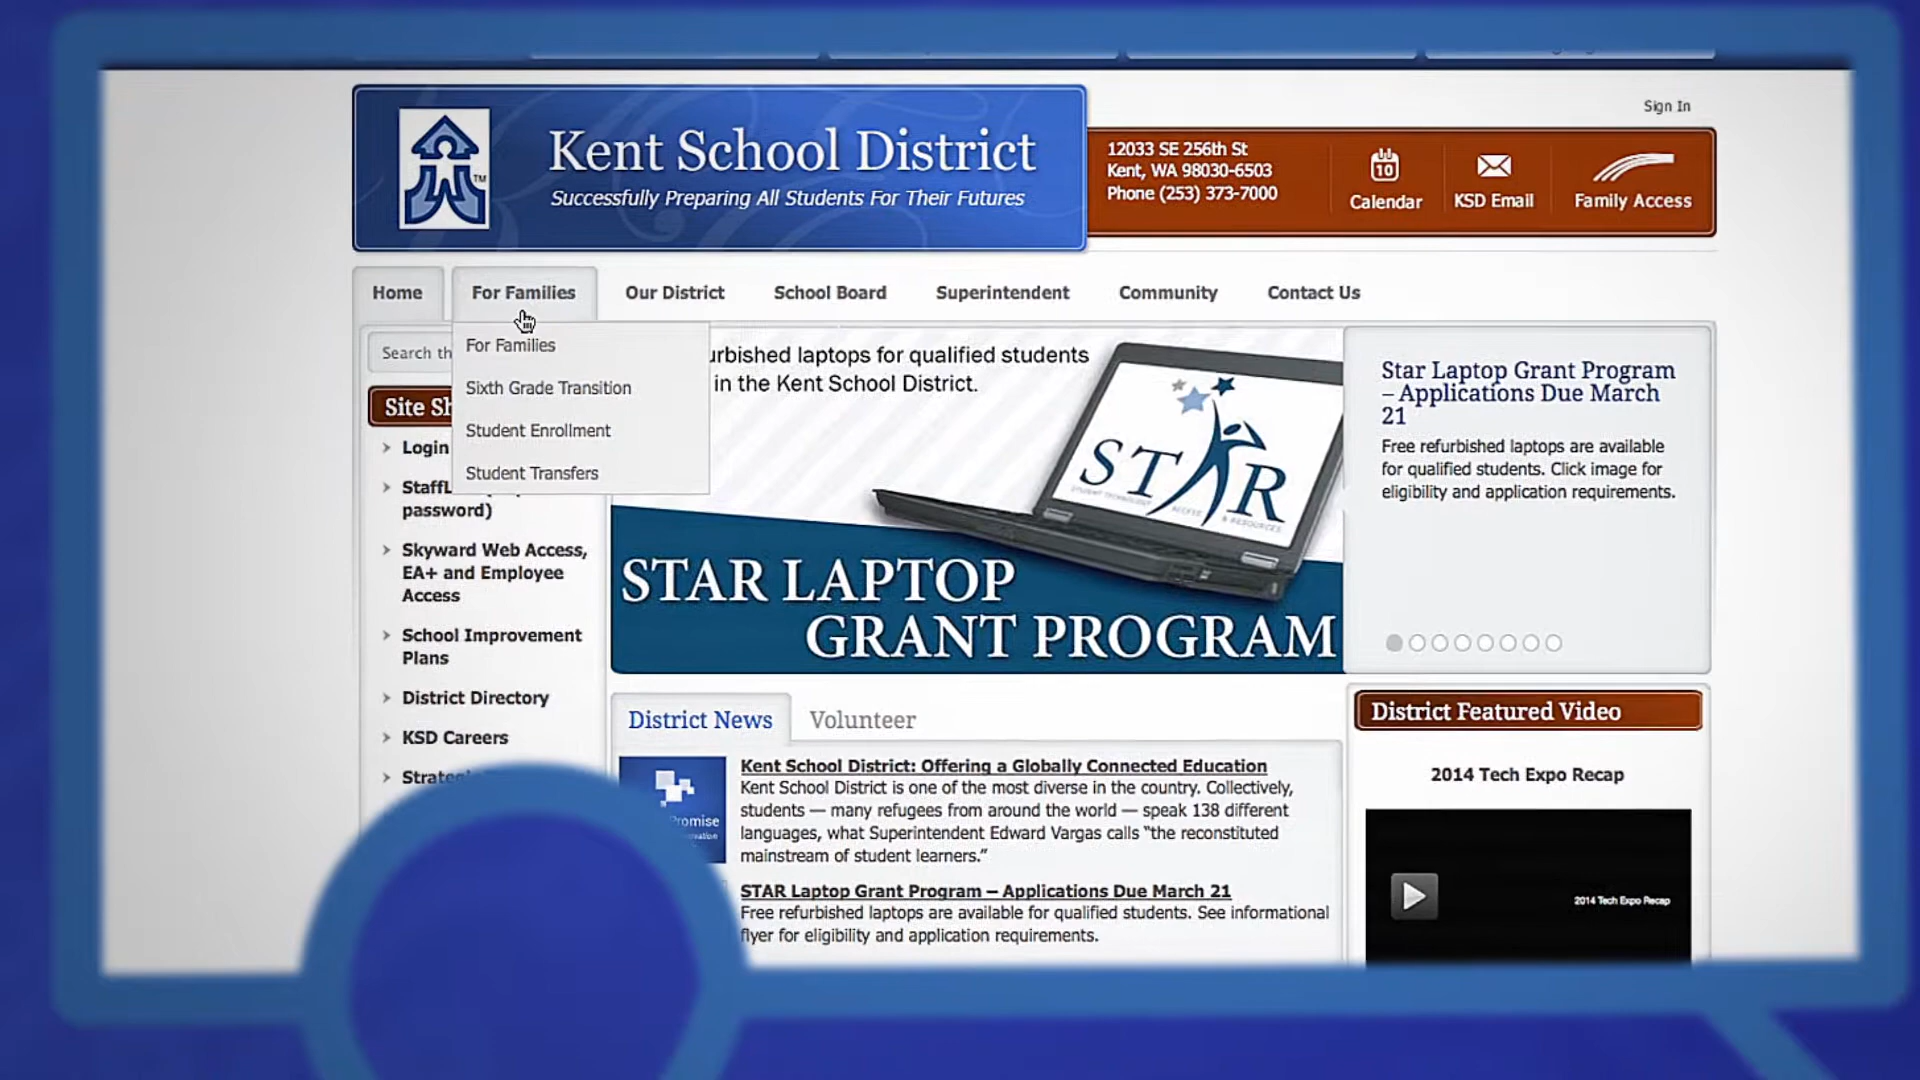 Sign In
Kent School District
Successfully Preparing All Students For Their Futures
TM
12033 SE 256th St
Kent, WA 98030-6503
Phone (253) 373-7000
10
Calendar
KSD Email
Family Access
Home
For Families
Our District
School Board
Superintendent
Community
Contact Us
For Families
Sixth Grade Transition
Student Enrollment
Student Transfers
Search
Site
Login
password)
Skyward Web Access,
EA+ and Employee
Access
School Improvement
Plans
District Directory
KSD Careers
laptops for qualified students
in the Kent School District.
STAR
STUDENT TECHNOLOGY ACCESS & RESOURCES
STAR LAPTOP
GRANT PROGRAM
Star Laptop Grant Program
– Applications Due March
21
Free refurbished laptops are available
for qualified students. Click image for
eligibility and application requirements.
District News
Volunteer
Kent School District: Offering a Globally Connected Education
Kent School District is one of the most diverse in the country. Collectively,
students — many refugees from around the world — speak 138 different
languages, what Superintendent Edward Vargas calls “the reconstituted
mainstream of student learners.”
STAR Laptop Grant Program – Applications Due March 21
Free refurbished laptops are available for qualified students. See informational
flyer for eligibility and application requirements.
District Featured Video
2014 Tech Expo Recap
2014 Tech Expo Recap